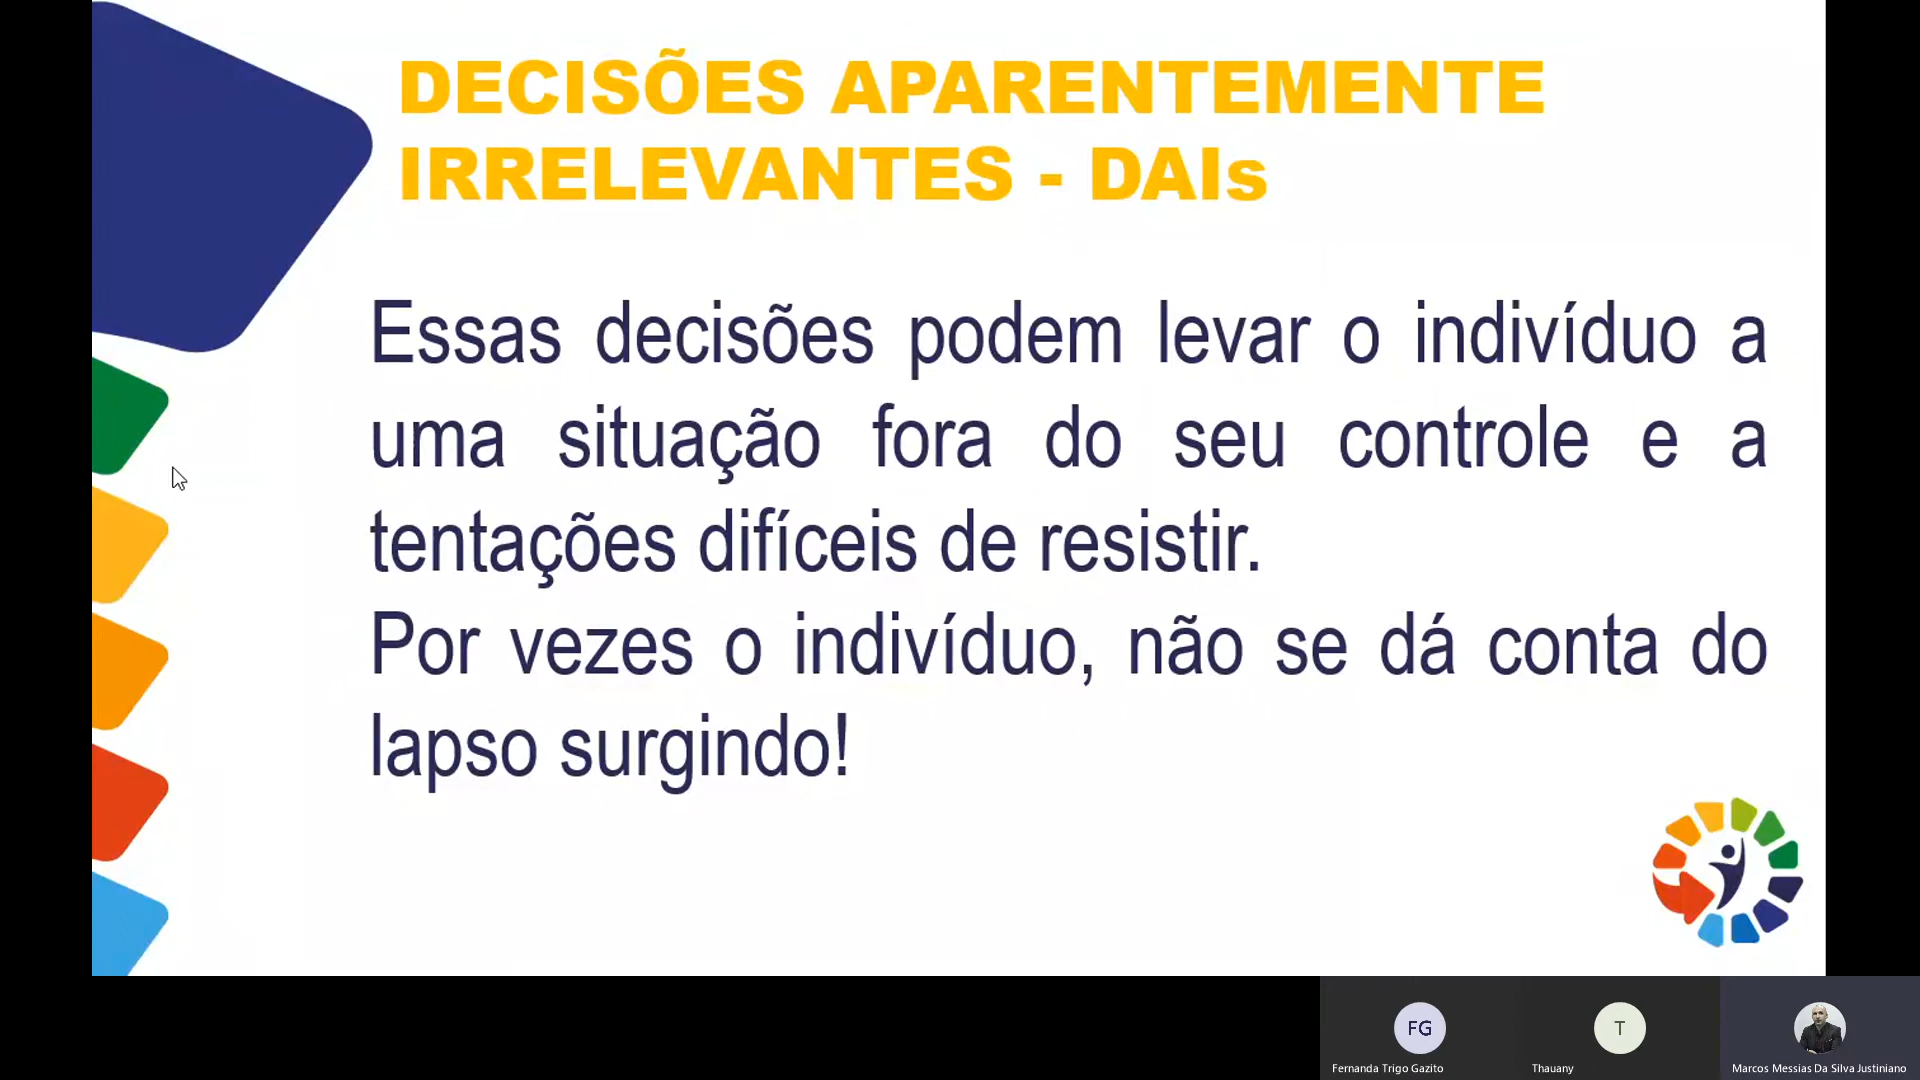 DECISÕES APARENTEMENTE
IRRELEVANTES - DAIs
Essas decisões podem levar o indivíduo a
uma situação fora do seu controle e a
tentações difíceis de resistir.
Por vezes o indivíduo, não se dá conta do
lapso surgindo!
FG
T
Fernanda Trigo Gazito
Thauany
Marcos Messias Da Silva Justiniano